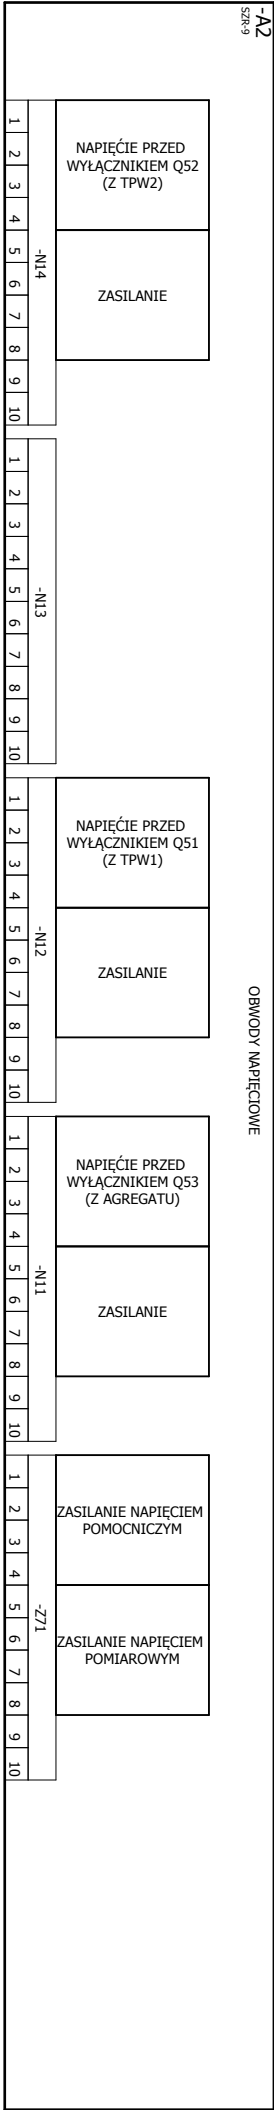 -A2
SZR-9
OBWODY NAPIĘCIOWE
NAPIĘĆIE PRZED
WYŁĄCZNIKIEM Q52
(Z TPW2)
ZASILANIE
-N14
1 2 3 4 5 6 7 8 9 10
-N13
1 2 3 4 5 6 7 8 9 10
NAPIĘĆIE PRZED
WYŁĄCZNIKIEM Q51
(Z TPW1)
ZASILANIE
-N12
1 2 3 4 5 6 7 8 9 10
NAPIĘĆIE PRZED
WYŁĄCZNIKIEM Q53
(Z AGREGATU)
ZASILANIE
-N11
1 2 3 4 5 6 7 8 9 10
ZASILANIE NAPIĘCIEM
POMOCNICZYM
ZASILANIE NAPIĘCIEM
POMIAROWYM
-Z71
1 2 3 4 5 6 7 8 9 10